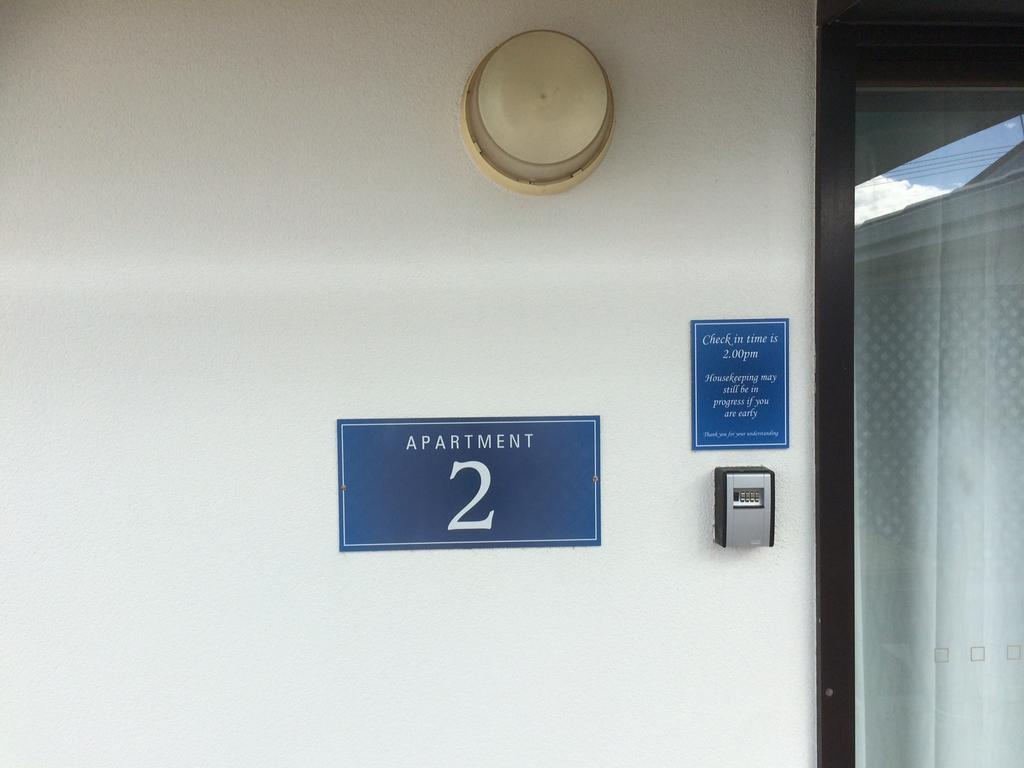 APARTMENT
2
Check in time is
2.00pm
Housekeeping may
still be in
progress if you
are early
Thank you for your understanding